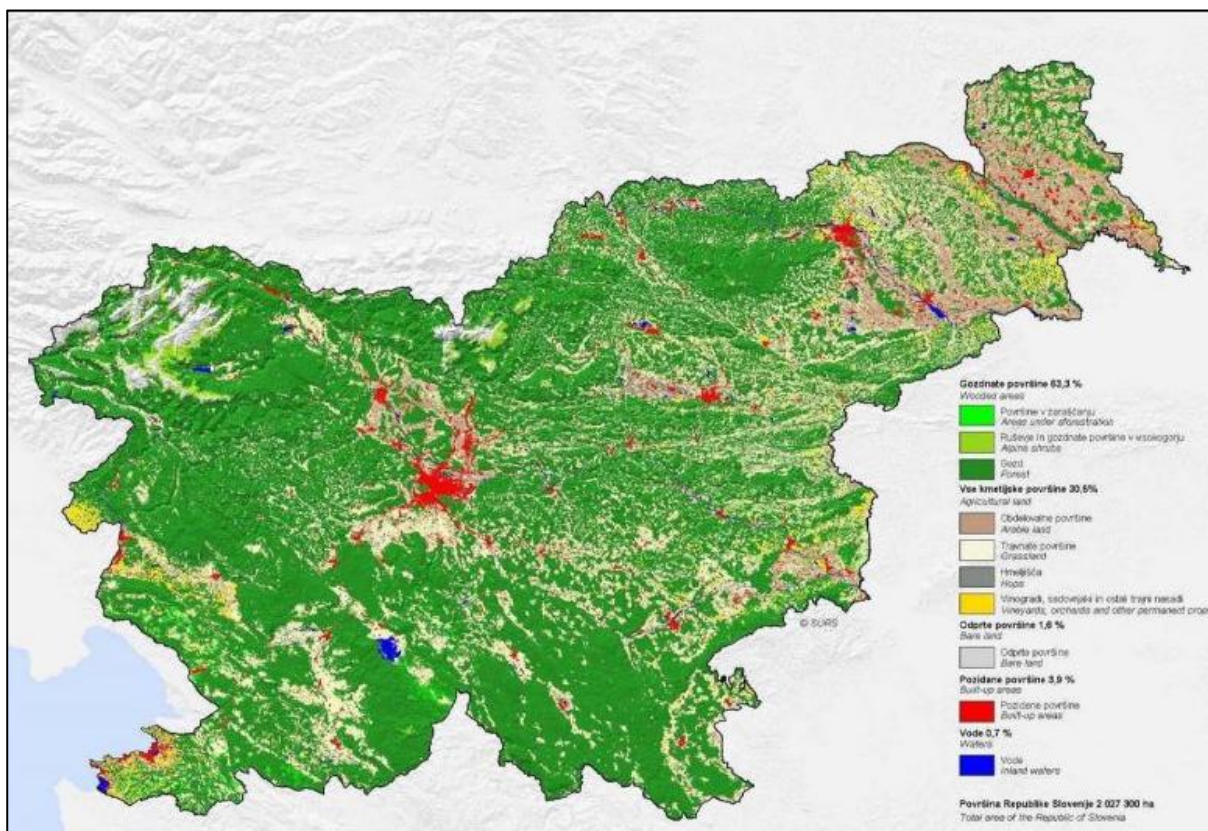 Gozdnate površine 63,3 %
Wooded areas
Površine v zaraščanju
Areas under aforestration
Ruševje in gozdnate površine v visokogorju
Alpine shrubs
Gozd
Forest
Vse kmetijske površine 30,5%
Agricultural land
Obdelovalne površine
Arable land
Travnate površine
Grassland
Hmeljišča
Hops
Vinogradi, sadovnjaki in ostali trajni nasadi
Vineyards, orchards and other permanent prop
© SURS
Odprte površine 1,6 %
Bare land
Odprte površine
Bare land
Pozidane površine 3,9 %
Built-up areas
Pozidane površine
Built-up areas
Vode 0,7 %
Waters
Vode
Inland waters
Površina Republike Slovenije 2 027 300 ha
Total area of the Republic of Slovenia